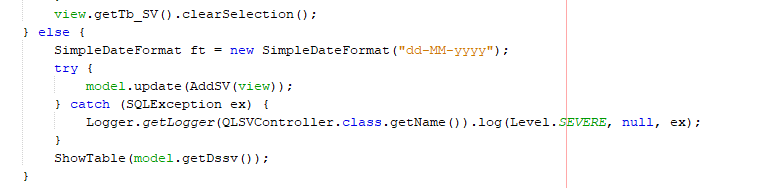 view.getTb_SV().clearSelection();
} else {
SimpleDateFormat ft = new SimpleDateFormat("dd-MM-yyyy");
try {
model.update(AddSV(view));
} catch (SQLException ex) {
Logger.getLogger(QLSVController.class.getName()).log(Level.SEVERE, null, ex);
}
ShowTable(model.getDssv());
}